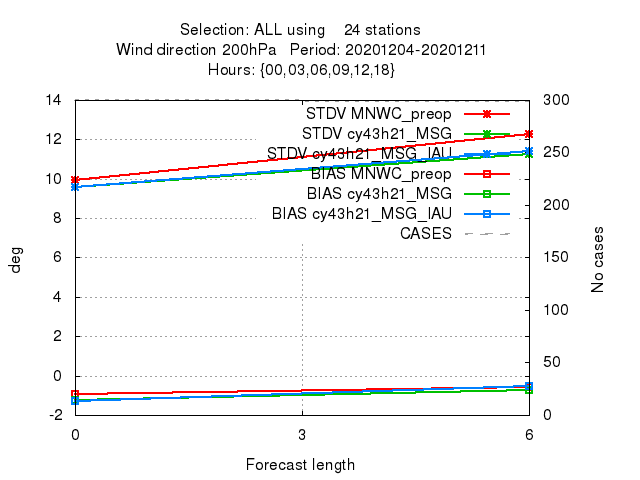 Selection: ALL using    24 stations
Wind direction 200hPa   Period: 20201204-20201211
Hours: {00,03,06,09,12,18}
14
12
10
8
6
4
2
0
-2
deg
300
250
200
150
100
50
0
No cases
STDV MNWC_preop
STDV cy43h21_MSG
STDV cy43h21_MSG_IAU
BIAS MNWC_preop
BIAS cy43h21_MSG
BIAS cy43h21_MSG_IAU
CASES
0 3 6
Forecast length